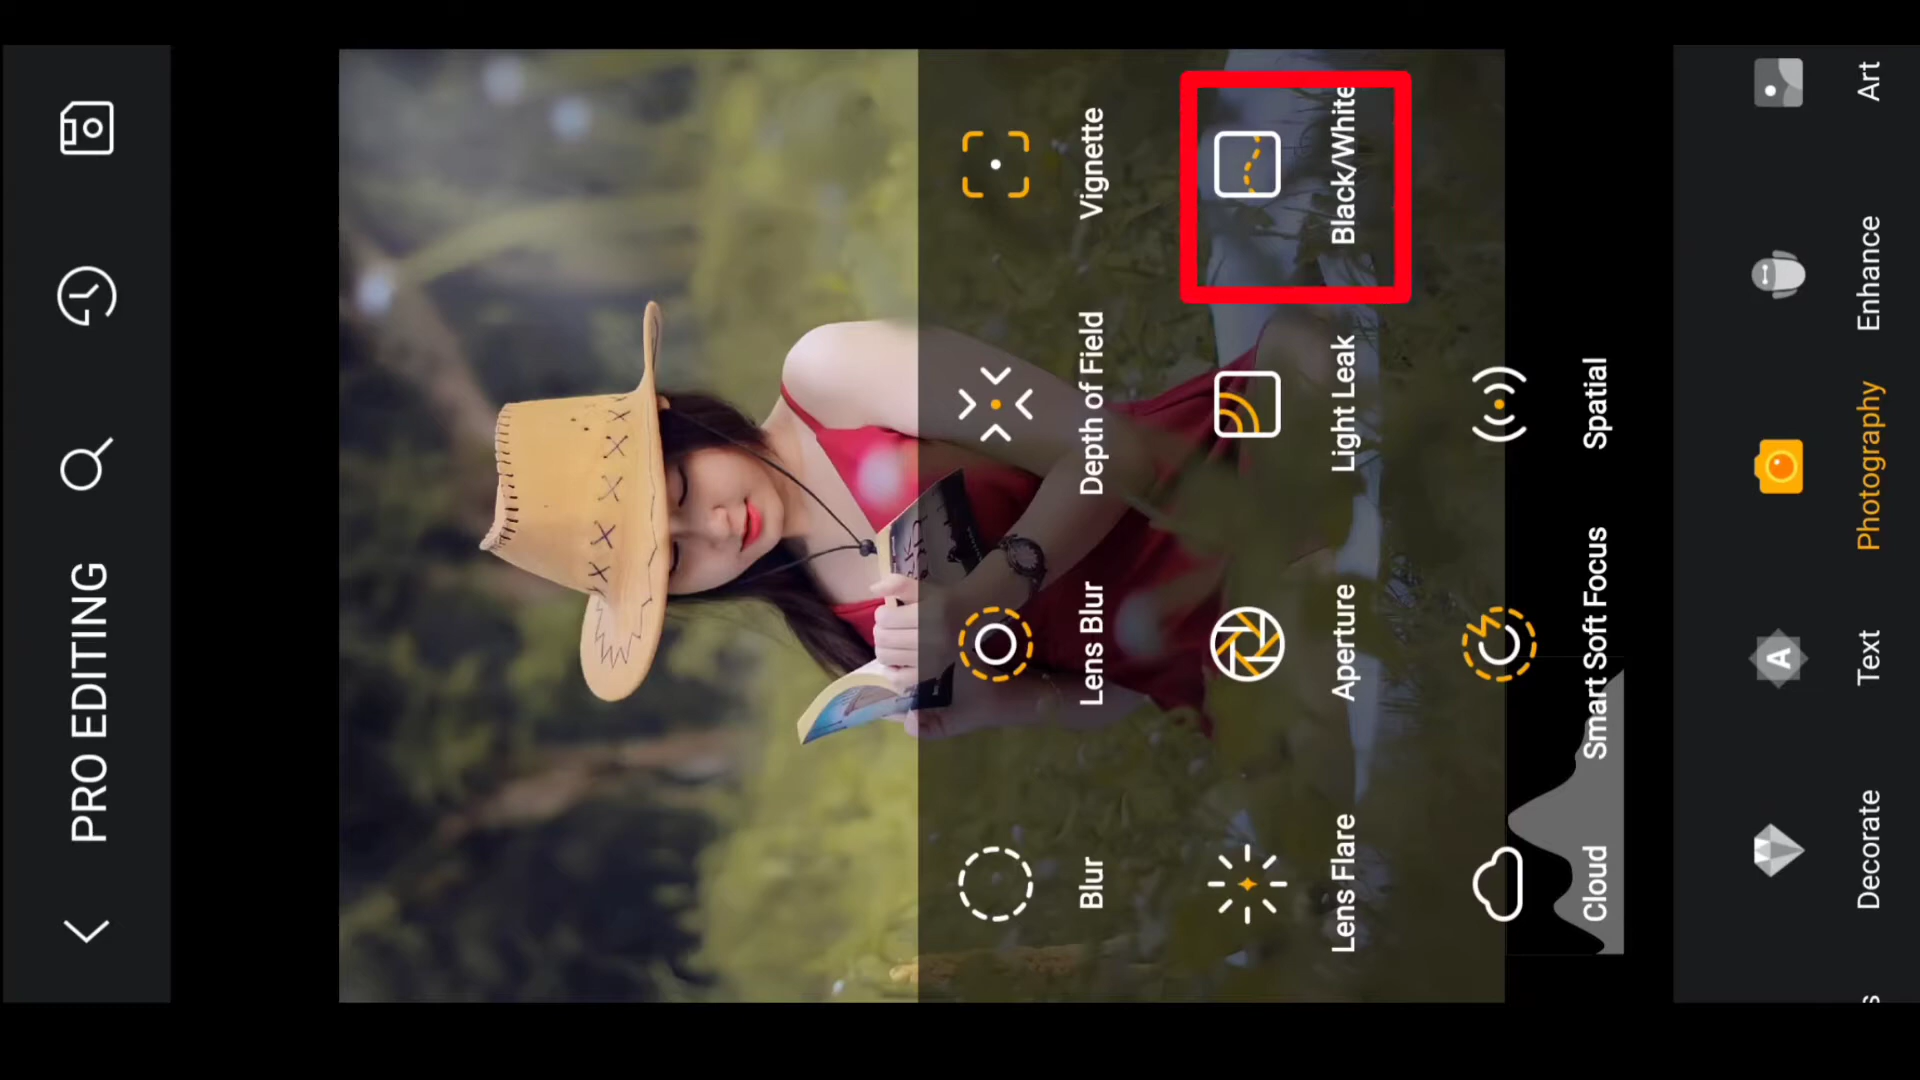 PRO EDITING
Blur
Lens Blur
Depth of Field
Vignette
Lens Flare
Aperture
Light Leak
Black/White
Cloud
Smart Soft Focus
Spatial
s
Decorate
Text
A
Photography
Enhance
Art